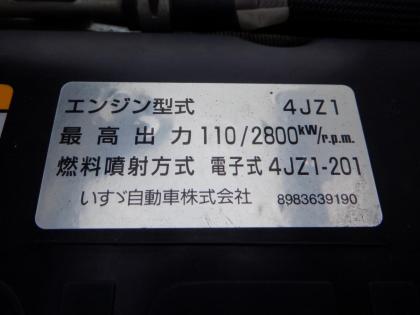 エンジン型式 4JZ1
最高出力 110/2800kW/r.p.m.
燃料噴射方式 電子式 4JZ1-201
いすゞ自動車株式会社 8983639190